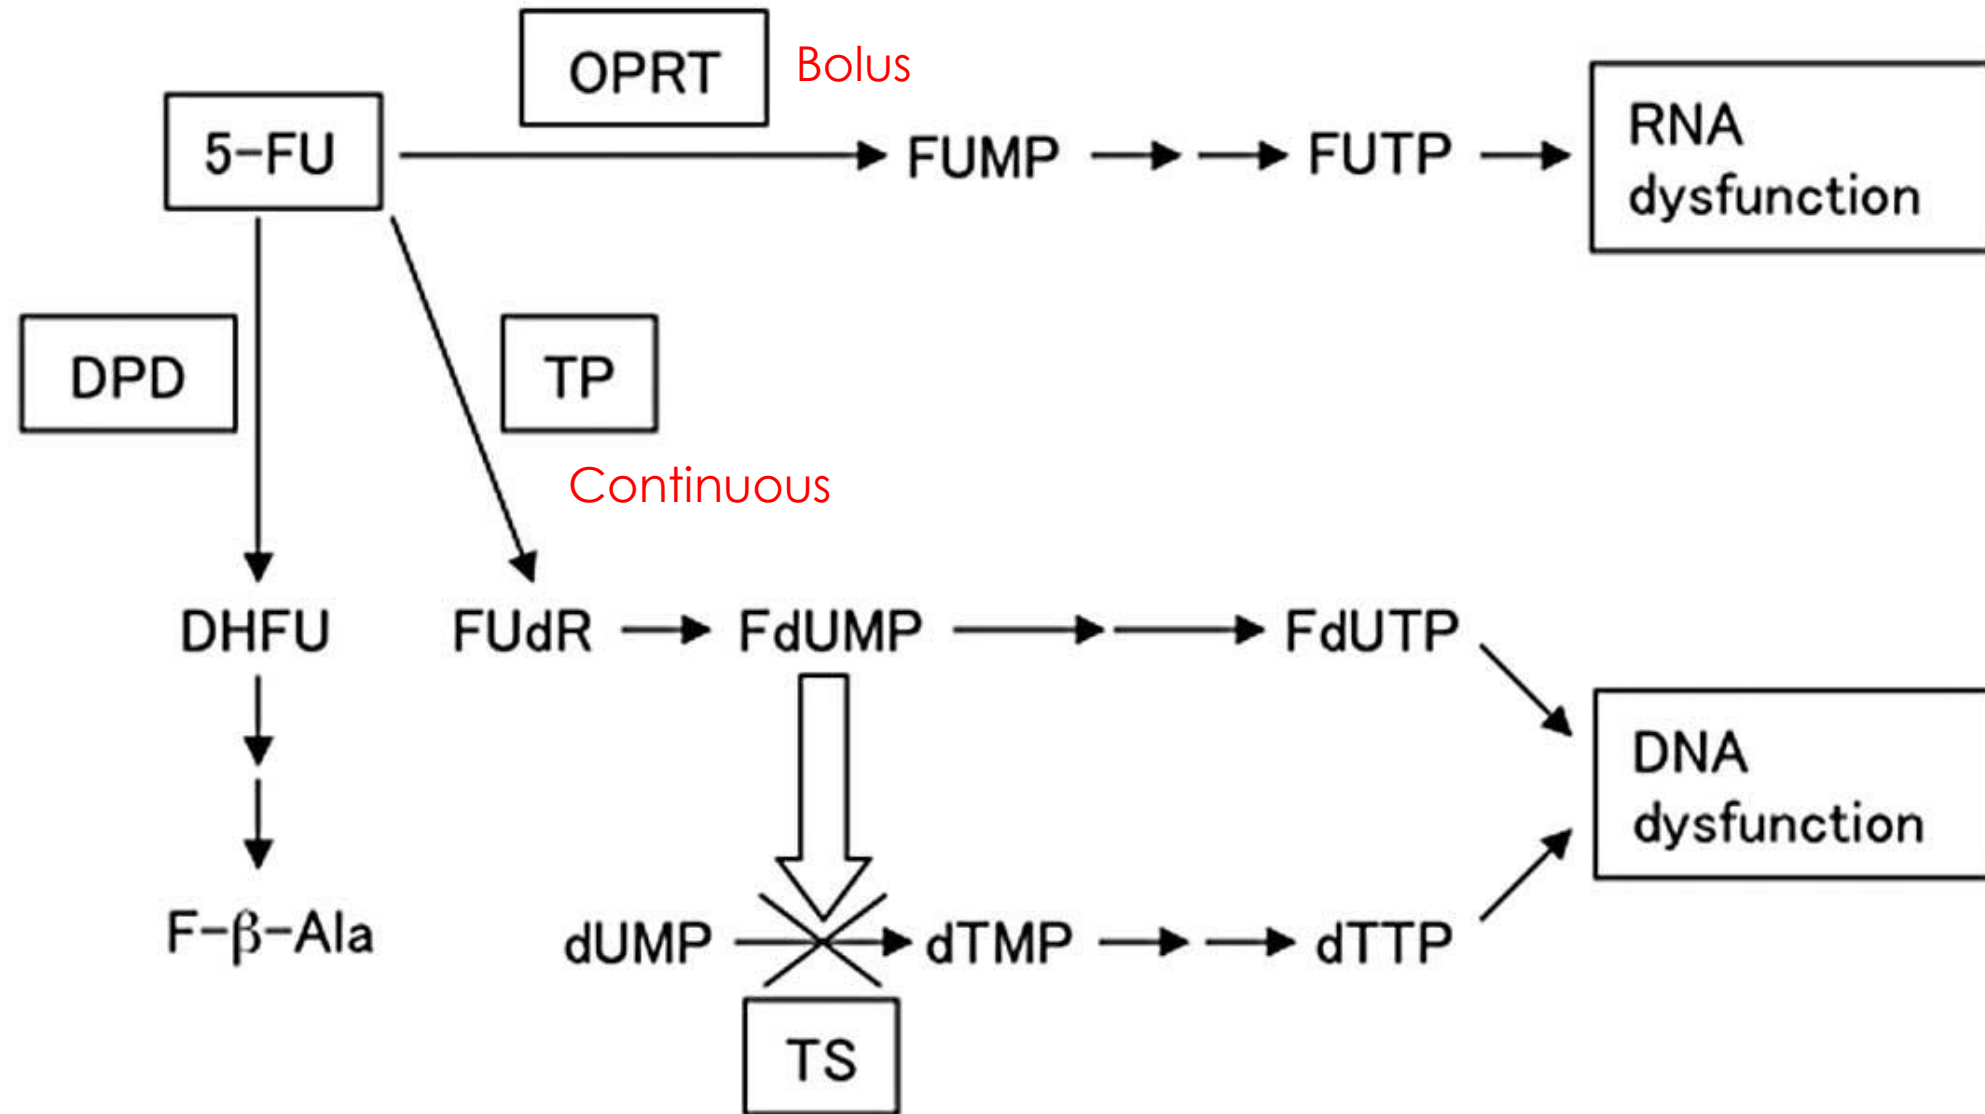 OPRT
Bolus
5-FU
FUMP
FUTP
RNA
dysfunction
DPD
TP
Continuous
DHFU
FUdR
FdUMP
FdUTP
DNA
dysfunction
F-β-Ala
dUMP
dTMP
dTTP
TS